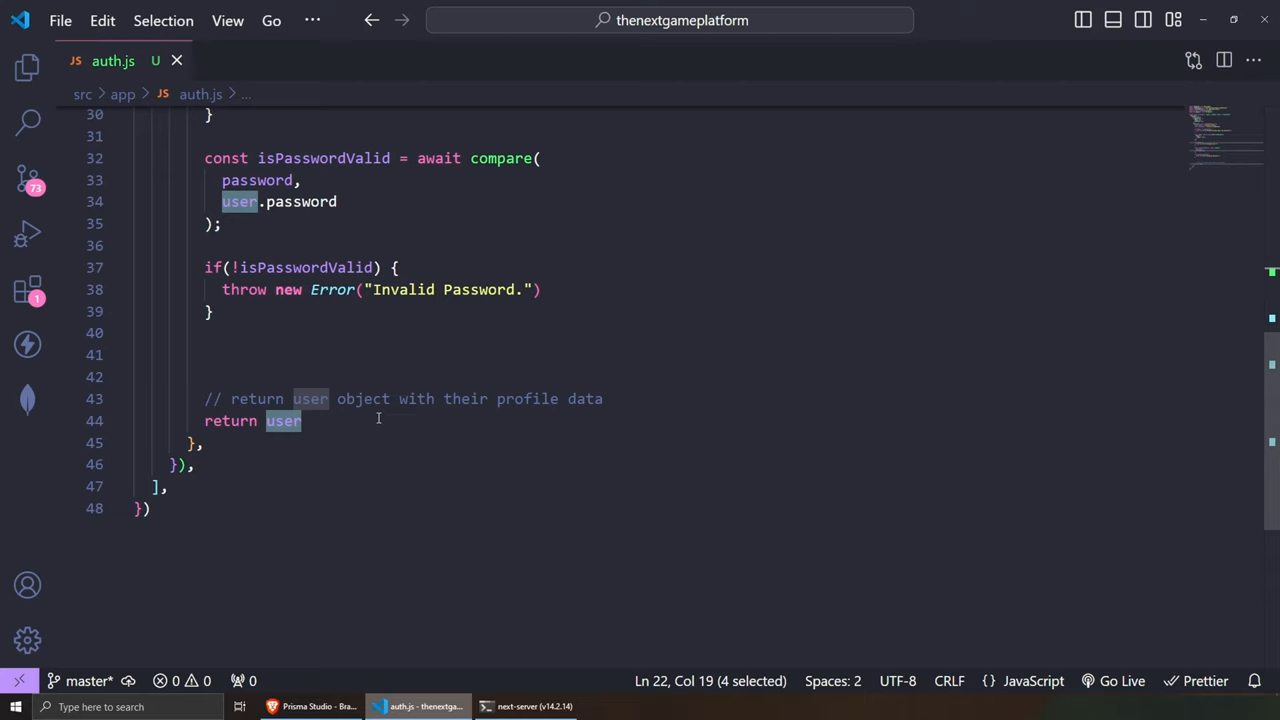 File Edit Selection View Go ··· thenextgameplatform
JS auth.js U
src > app > JS auth.js > ...
30 }
31
32 const isPasswordValid = await compare(
33 password,
34 user.password
35 );
36
37 if(!isPasswordValid) {
38 throw new Error("Invalid Password.")
39 }
40
41
42
43 // return user object with their profile data
44 return user
45 },
46 }),
47 ],
48 })
73
1
master* 0 0 0 Ln 22, Col 19 (4 selected) Spaces: 2 UTF-8 CRLF {} JavaScript Go Live Prettier
Type here to search Prisma Studio - Bra... auth.js - thenextga... next-server (v14.2.14)